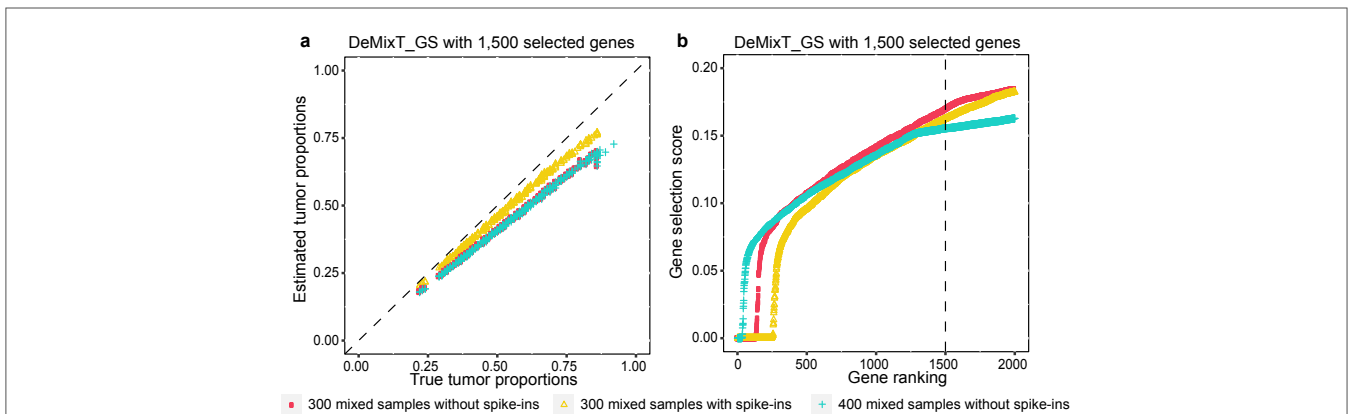 a DeMixT_GS with 1,500 selected genes
1.00
0.75
0.50
0.25
0.00
Estimated tumor proportions
0.00 0.25 0.50 0.75 1.00
True tumor proportions
b DeMixT_GS with 1,500 selected genes
0.20
0.15
0.10
0.05
0.00
Gene selection score
0 500 1000 1500 2000
Gene ranking
300 mixed samples without spike-ins 300 mixed samples with spike-ins 400 mixed samples without spike-ins